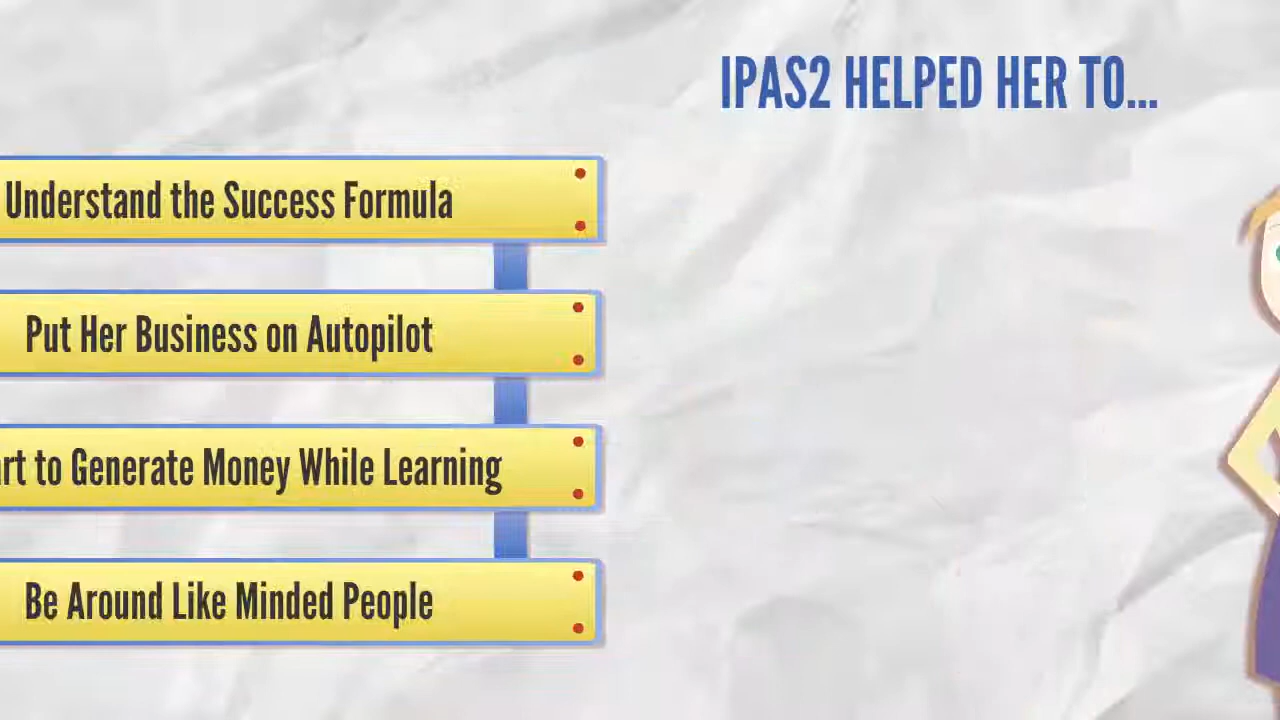 IPAS2 HELPED HER TO...
Understand the Success Formula
Put Her Business on Autopilot
to Generate Money While Learning
Be Around Like Minded People